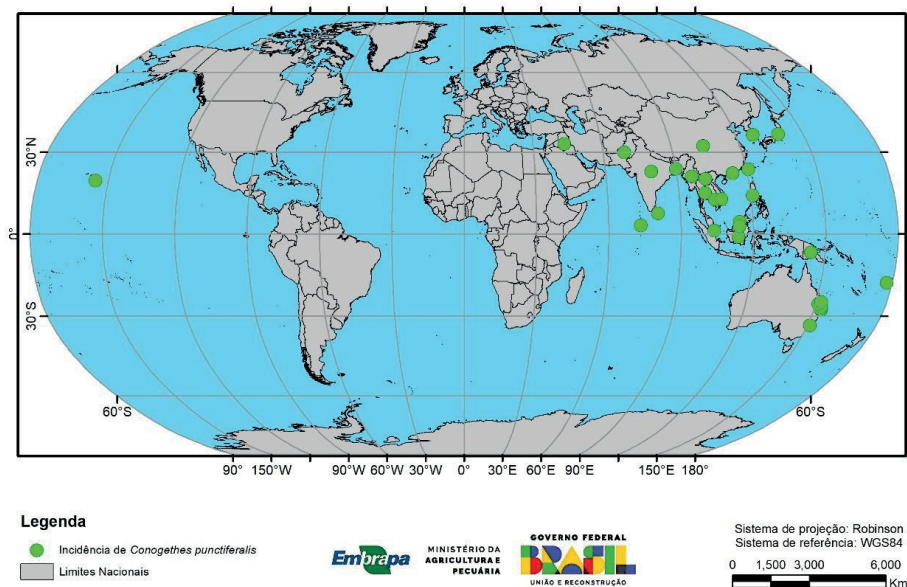 30°N
0°
30°S
60°S
60°S
90° 150°W 90°W 60°W 30°W 0° 30°E 60°E 90°E 150°E 180°
Legenda
Incidência de Conogethes punctiferalis
Limites Nacionais
Embrapa
MINISTÉRIO DA
AGRICULTURA E
PECUÁRIA
GOVERNO FEDERAL
BRASIL
UNIÃO E RECONSTRUÇÃO
Sistema de projeção: Robinson
Sistema de referência: WGS84
0 1,500 3,000 6,000
Km